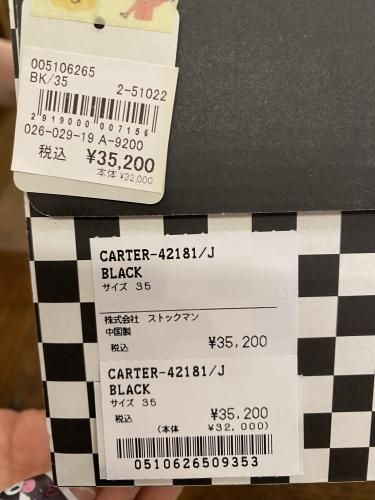 005106265
BK/35 2-51022
2 919000 007156
026-029-19 A-9200
税込 ¥35,200
本体 ¥32,000
CARTER-42181/J
BLACK
サイズ 35
株式会社 ストックマン
中国製
税込 ¥35,200
CARTER-42181/J
BLACK
サイズ 35
税込 ¥35,200
(本体 ¥32,000)
0510626509353